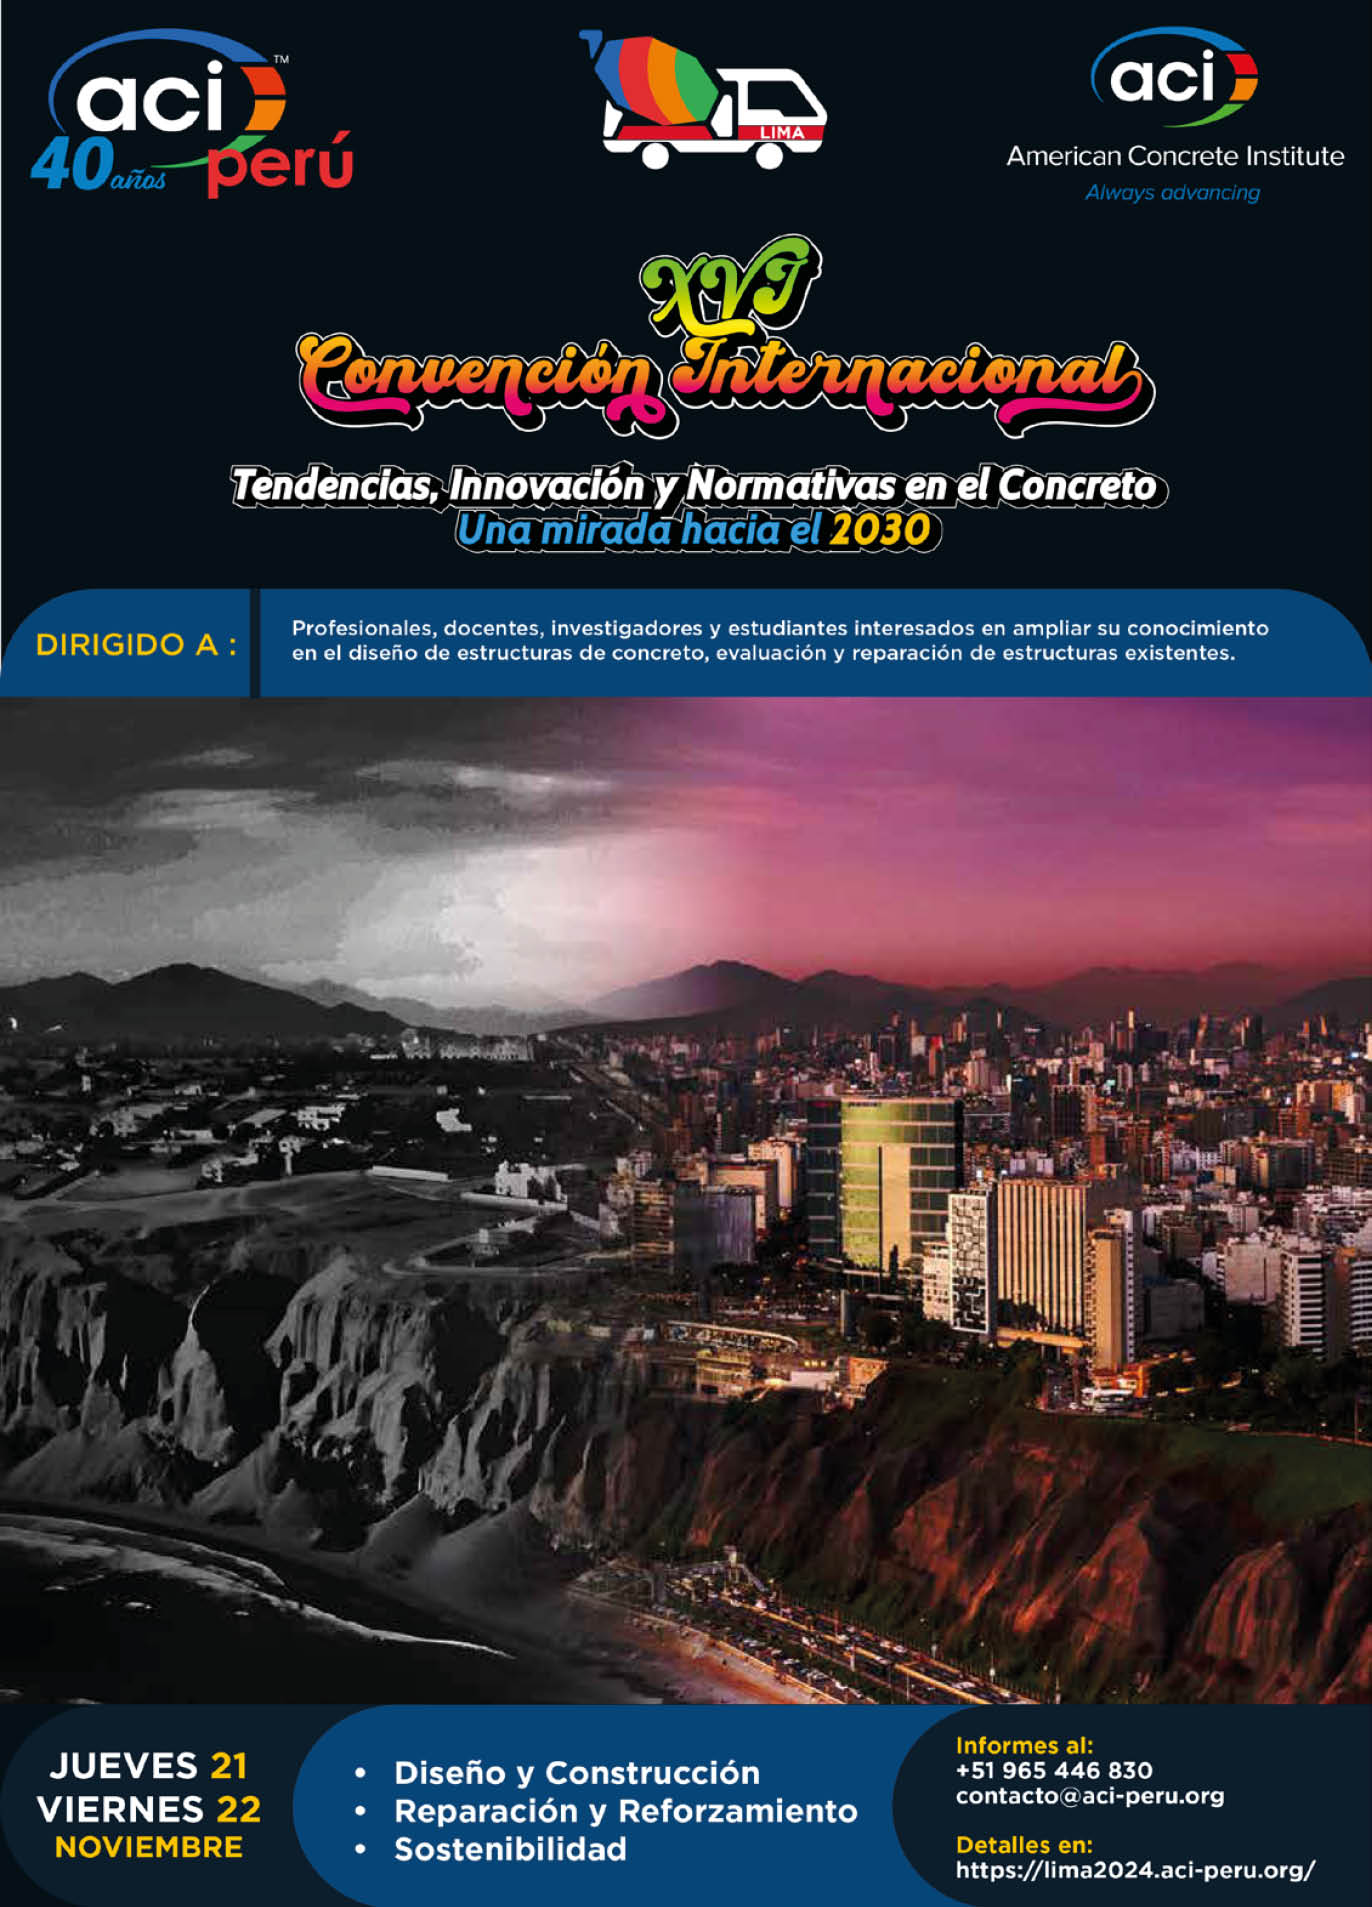 aci
TM
40 años perú
LIMA
aci
American Concrete Institute
Always advancing
XVI
Convención Internacional
Tendencias, Innovación y Normativas en el Concreto
Una mirada hacia el 2030
DIRIGIDO A :
Profesionales, docentes, investigadores y estudiantes interesados en ampliar su conocimiento
en el diseño de estructuras de concreto, evaluación y reparación de estructuras existentes.
JUEVES 21
VIERNES 22
NOVIEMBRE
• Diseño y Construcción
• Reparación y Reforzamiento
• Sostenibilidad
Informes al:
+51 965 446 830
contacto@aci-peru.org
Detalles en:
https://lima2024.aci-peru.org/